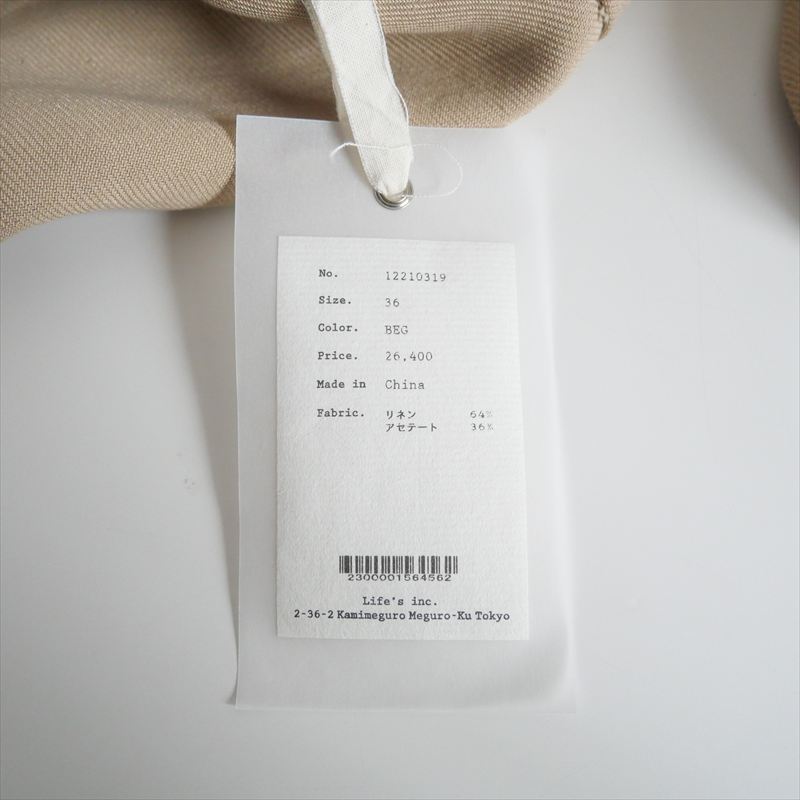 No. 12210319
Size. 36
Color. BEG
Price. 26,400
Made in China
Fabric. リネン 64%
アセテート 36%
2300001564562
Life's inc.
2-36-2 Kamimeguro Meguro-Ku Tokyo